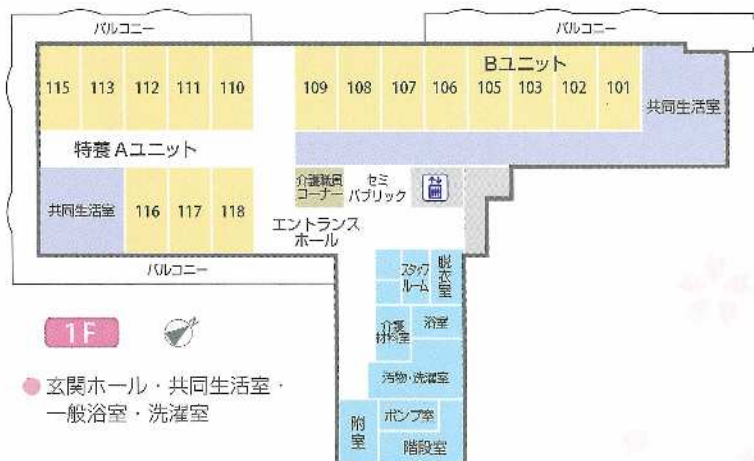 バルコニー
バルコニー
Bユニット
115 113 112 111 110
109 108 107 106 105 103 102 101
共同生活室
特養Aユニット
介護職員
コーナー
セミ
パブリック
共同生活室
116 117 118
エントランス
ホール
バルコニー
スタッフ
ルーム
脱衣室
介護
材料室
浴室
汚物・洗濯室
附室
ポンプ室
階段室
1F
玄関ホール・共同生活室・
一般浴室・洗濯室